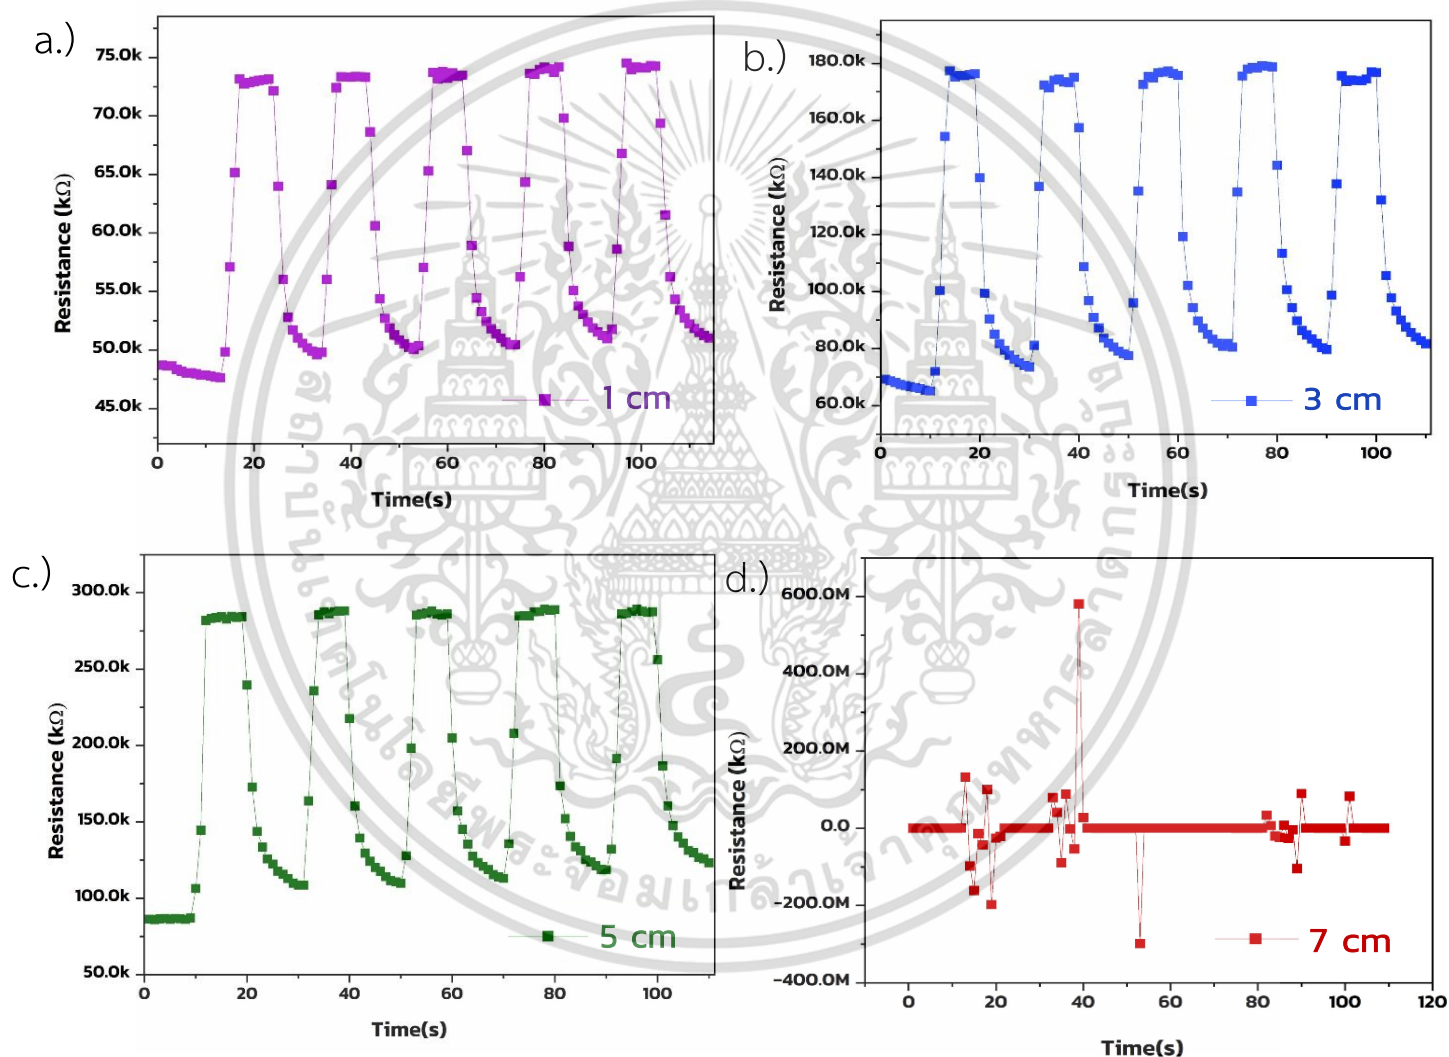 a.)
75.0k
70.0k
65.0k
60.0k
55.0k
50.0k
45.0k
Resistance (kΩ)
0 20 40 60 80 100
Time(s)
1 cm
b.)
180.0k
160.0k
140.0k
120.0k
100.0k
80.0k
60.0k
Resistance (kΩ)
0 20 40 60 80 100
Time(s)
3 cm
c.)
300.0k
250.0k
200.0k
150.0k
100.0k
50.0k
Resistance (kΩ)
0 20 40 60 80 100
Time(s)
5 cm
d.)
600.0M
400.0M
200.0M
0.0
-200.0M
-400.0M
Resistance (kΩ)
0 20 40 60 80 100 120
Time(s)
7 cm